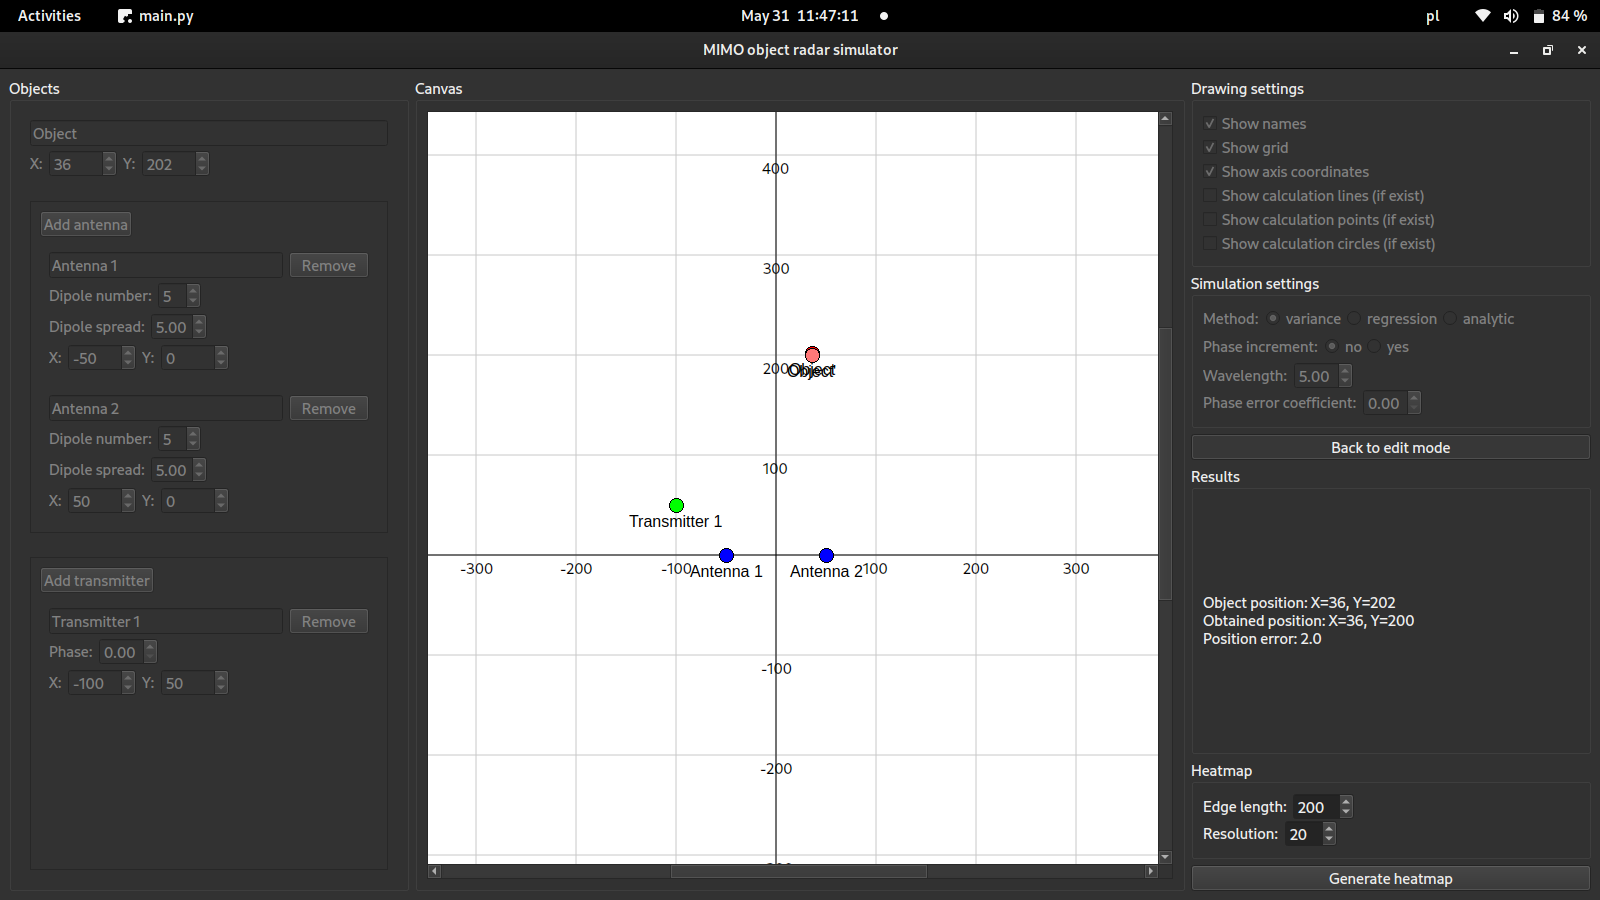 Activities
main.py
May 31 11:47:11
pl
84 %
MIMO object radar simulator
Objects
Object
X: 36 Y: 202
Add antenna
Antenna 1 Remove
Dipole number: 5
Dipole spread: 5.00
X: -50 Y: 0
Antenna 2 Remove
Dipole number: 5
Dipole spread: 5.00
X: 50 Y: 0
Add transmitter
Transmitter 1 Remove
Phase: 0.00
X: -100 Y: 50
Canvas
400
300
200
Object
Object
100
Transmitter 1
-300 -200 -100 100 200 300
Antenna 1 Antenna 2
-100
-200
Drawing settings
Show names
Show grid
Show axis coordinates
Show calculation lines (if exist)
Show calculation points (if exist)
Show calculation circles (if exist)
Simulation settings
Method: variance regression analytic
Phase increment: no yes
Wavelength: 5.00
Phase error coefficient: 0.00
Back to edit mode
Results
Object position: X=36, Y=202
Obtained position: X=36, Y=200
Position error: 2.0
Heatmap
Edge length: 200
Resolution: 20
Generate heatmap